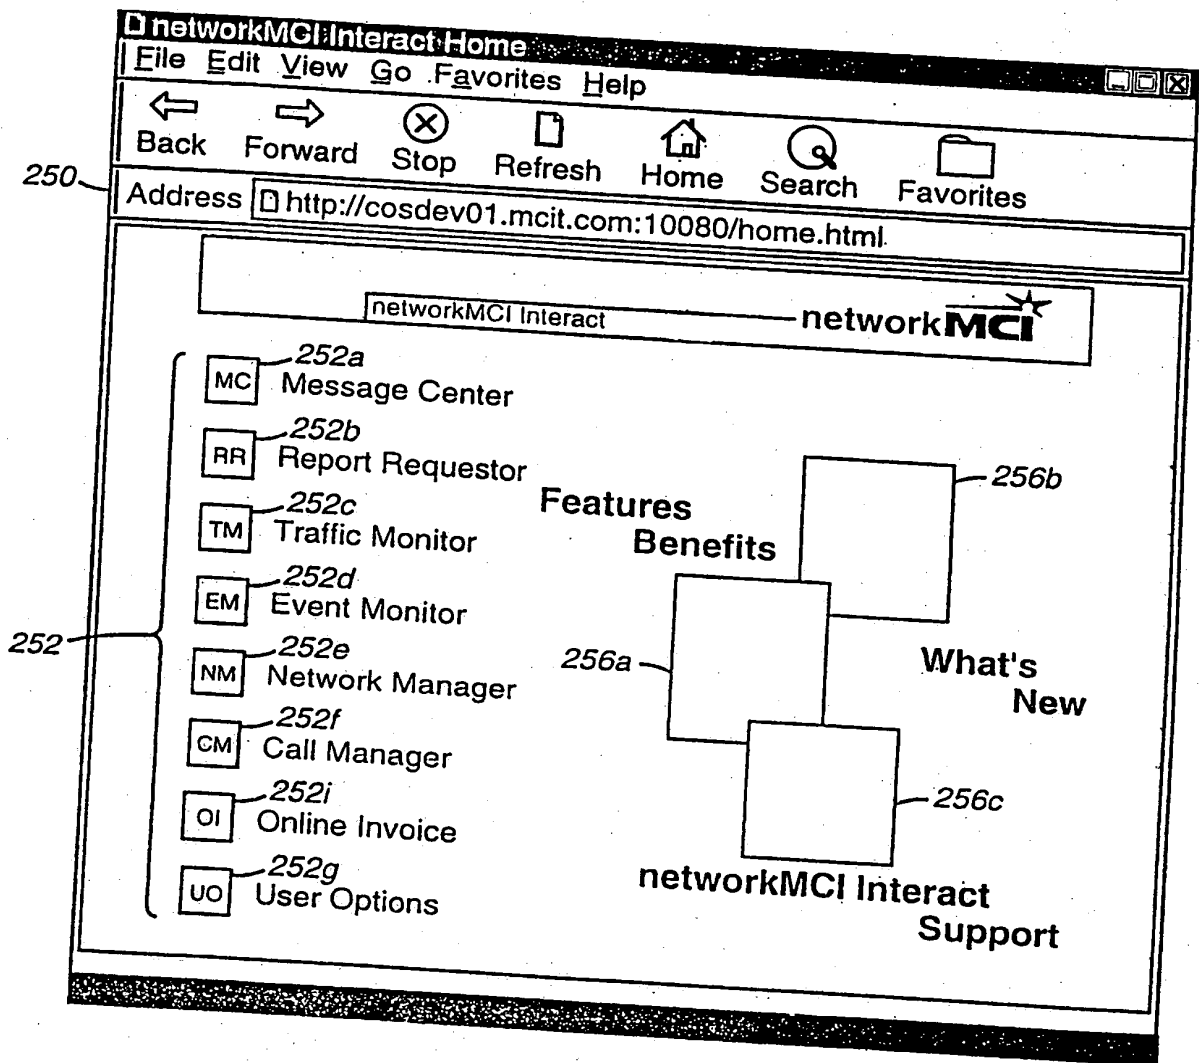 networkMCI Interact Home
File Edit View Go Favorites Help
Back Forward Stop Refresh Home Search Favorites
250
Address http://cosdev01.mcit.com:10080/home.html
networkMCI Interact
networkMCI
252
MC 252a
Message Center
RR 252b
Report Requestor
TM 252c
Traffic Monitor
EM 252d
Event Monitor
NM 252e
Network Manager
CM 252f
Call Manager
OI 252i
Online Invoice
UO 252g
User Options
Features
Benefits
256b
256a
What's
New
256c
networkMCI Interact
Support